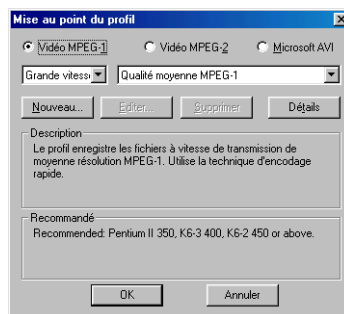 Mise au point du profil
Vidéo MPEG-1 Vidéo MPEG-2 Microsoft AVI
Grande vitess Qualité moyenne MPEG-1
Nouveau... Editer... Supprimer Détails
Description
Le profil enregistre les fichiers à vitesse de transmission de
moyenne résolution MPEG-1. Utilise la technique d'encodage
rapide.
Recommandé
Recommended: Pentium II 350, K6-3 400, K6-2 450 or above.
OK Annuler